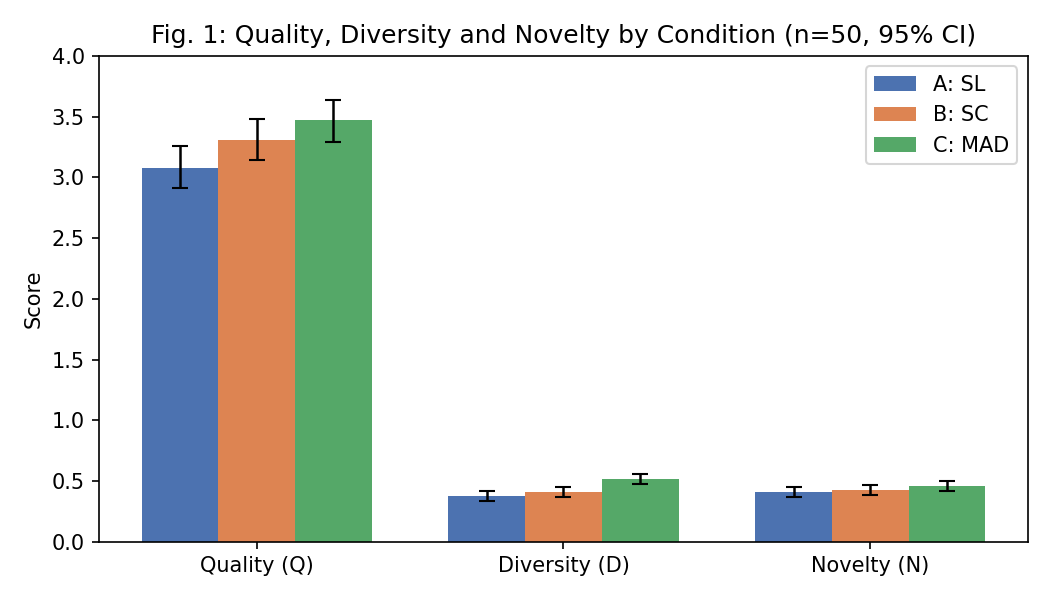 Fig. 1: Quality, Diversity and Novelty by Condition (n=50, 95% CI)
4.0
3.5
3.0
2.5
2.0
1.5
1.0
0.5
0.0
Score
A: SL
B: SC
C: MAD
Quality (Q)
Diversity (D)
Novelty (N)